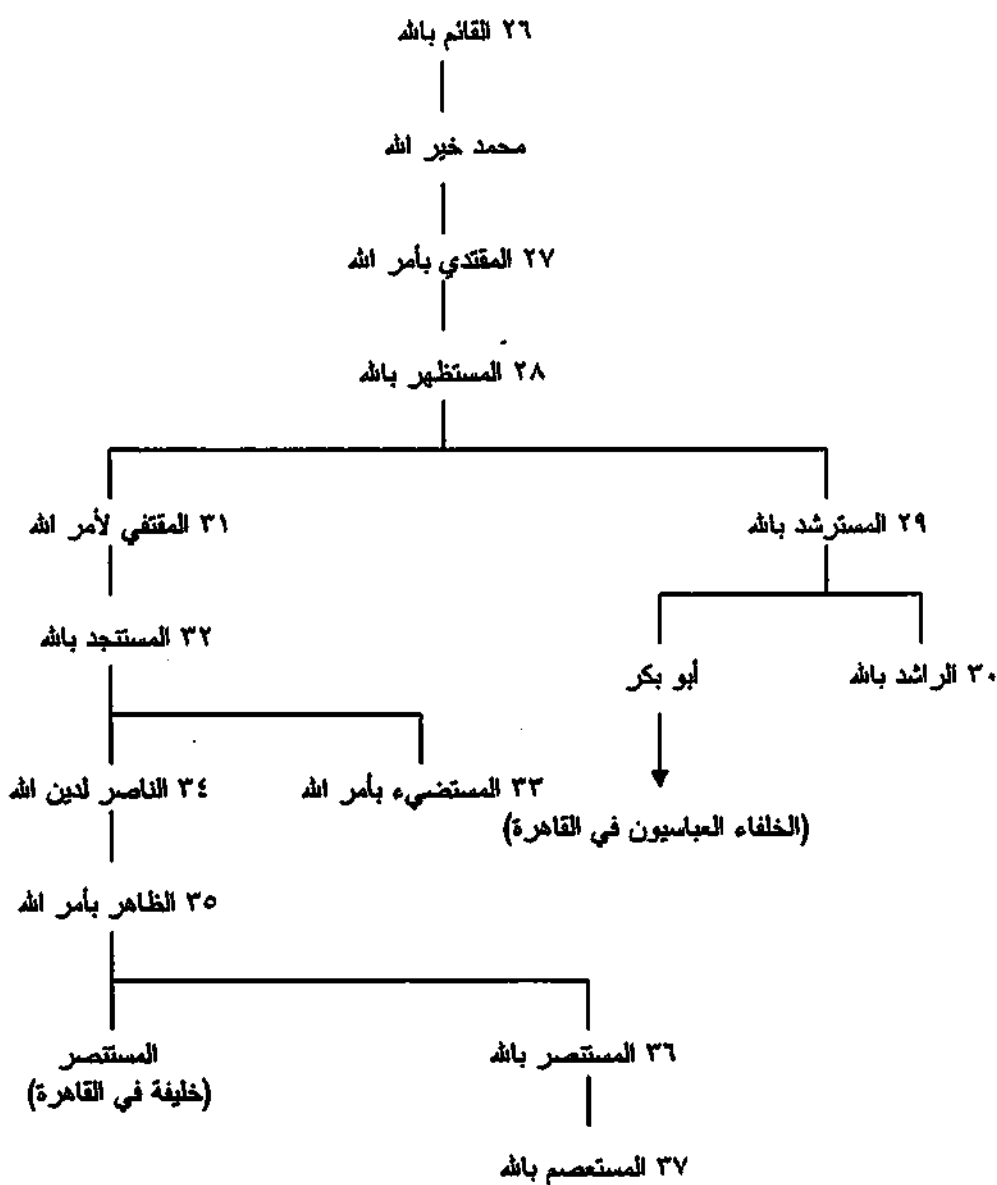 ٢٦ القائم بالله
محمد خير الله
٢٧ المقتدي بأمر الله
٢٨ المستظهر بالله
٢٩ المسترشد بالله
٣١ المقتفي لأمر الله
٣٢ المستنجد بالله
٣٠ الراشد بالله
أبو بكر
٣٣ المستضيء بأمر الله
٣٤ الناصر لدين الله
(الخلفاء العباسيون في القاهرة)
٣٥ الظاهر بأمر الله
٣٦ المستنصر بالله
المستنصر
(خليفة في القاهرة)
٣٧ المستعصم بالله